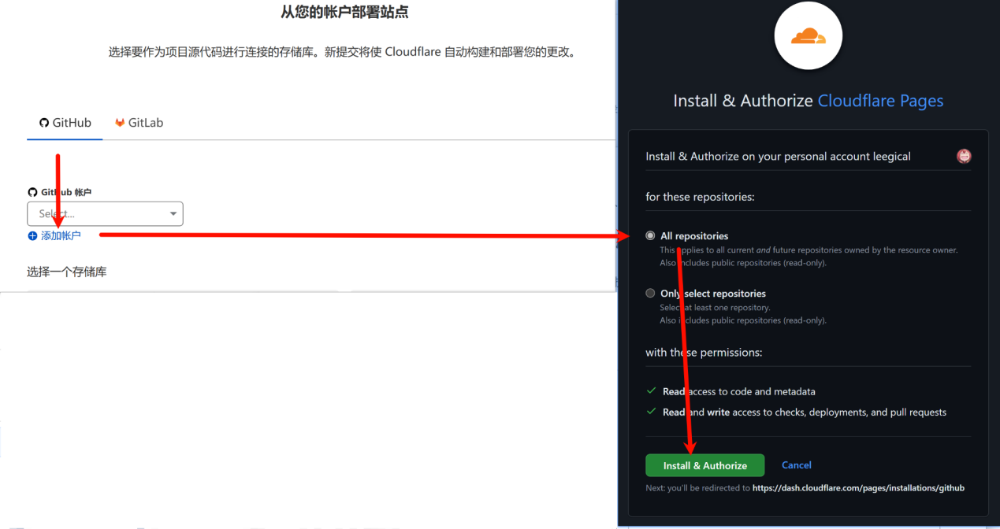 从您的帐户部署站点
选择要作为项目源代码进行连接的存储库。新提交将使 Cloudflare 自动构建和部署您的更改。
GitHub
GitLab
GitHub 帐户
Select...
添加帐户
选择一个存储库
Install & Authorize Cloudflare Pages
Install & Authorize on your personal account leegical
for these repositories:
All repositories
This applies to all current and future repositories owned by the resource owner.
Also includes public repositories (read-only).
Only select repositories
Select at least one repository.
Also includes public repositories (read-only).
with these permissions:
Read access to code and metadata
Read and write access to checks, deployments, and pull requests
Install & Authorize
Cancel
Next: you'll be redirected to https://dash.cloudflare.com/pages/installations/github